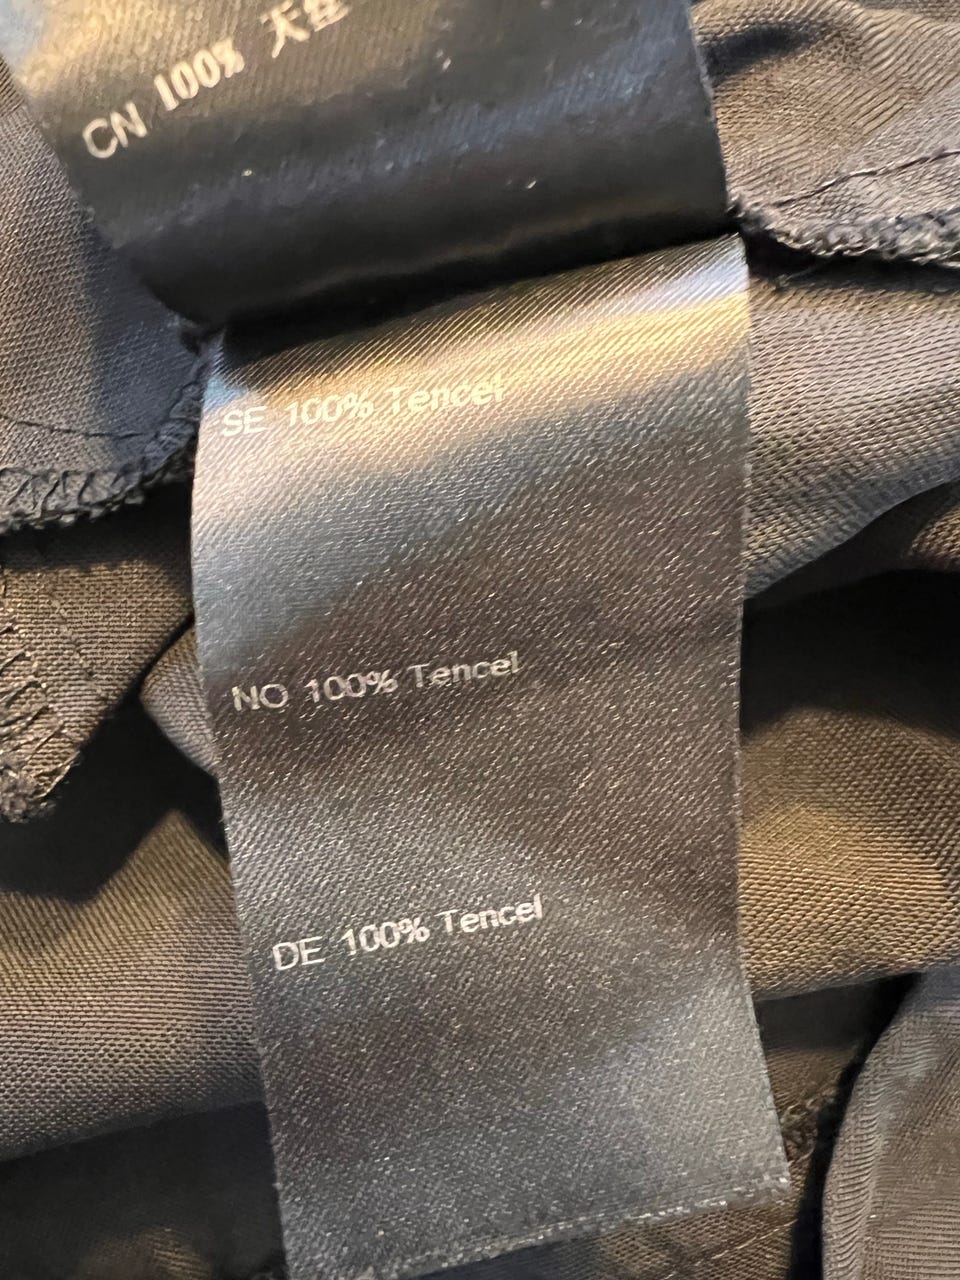 CN 100% 天丝
SE 100% Tencel
NO 100% Tencel
DE 100% Tencel